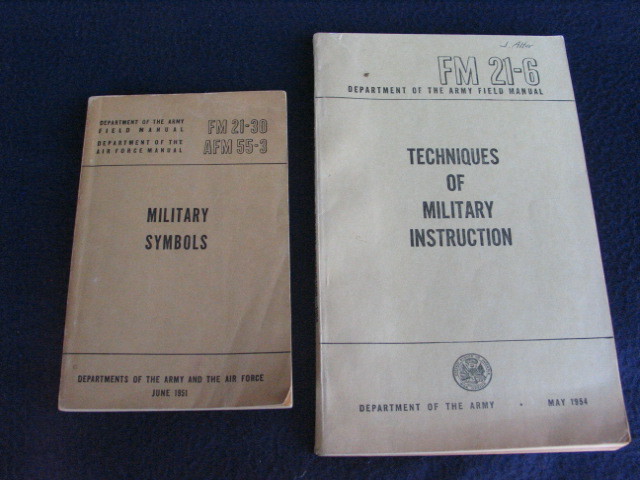 DEPARTMENT OF THE ARMY
FIELD MANUAL
FM 21-30
DEPARTMENT OF THE
AIR FORCE MANUAL
AFM 55-3
MILITARY
SYMBOLS
DEPARTMENTS OF THE ARMY AND THE AIR FORCE
JUNE 1951
FM 21-6
DEPARTMENT OF THE ARMY FIELD MANUAL
TECHNIQUES
OF
MILITARY
INSTRUCTION
DEPARTMENT OF THE ARMY • MAY 1954